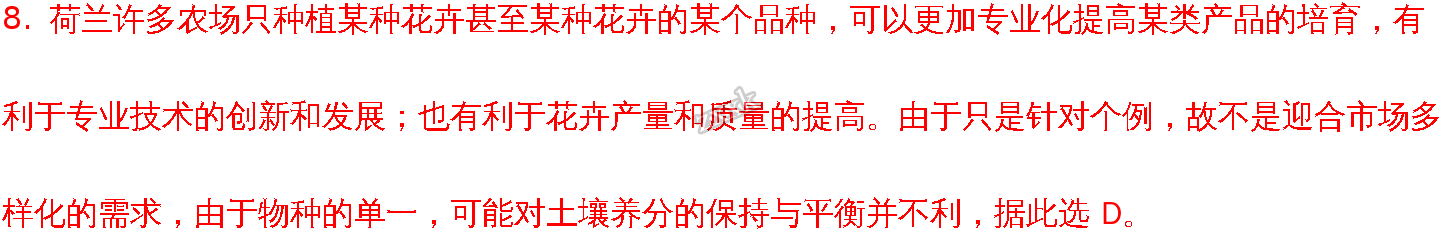 8．荷兰许多农场只种植某种花卉甚至某种花卉的某个品种，可以更加专业化提高某类产品的培育，有
利于专业技术的创新和发展；也有利于花卉产量和质量的提高。由于只是针对个例，故不是迎合市场多
样化的需求，由于物种的单一，可能对土壤养分的保持与平衡并不利，据此选 D。